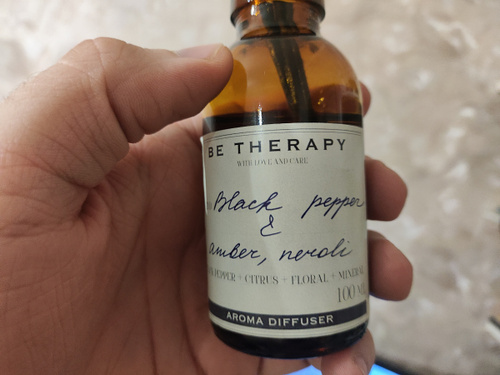 BE THERAPY
WITH LOVE AND CARE
Black pepper
&
amber, neroli
PEPPER + CITRUS + FLORAL + MINERAL
100 ML
AROMA DIFFUSER